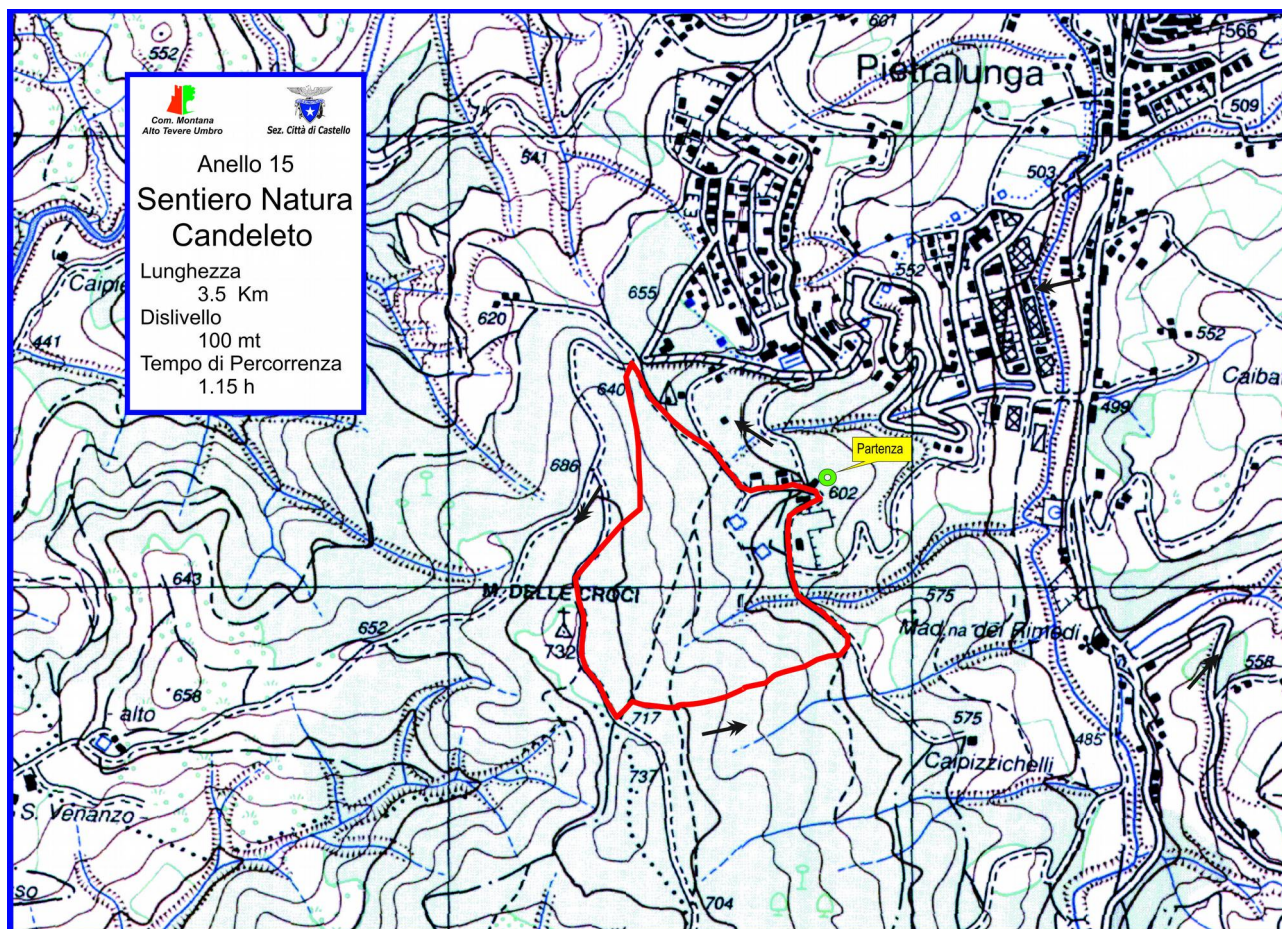 Com. Montana
Alto Tevere Umbro
Sez. Città di Castello
Anello 15
Sentiero Natura
Candeleto
Lunghezza
3.5 Km
Dislivello
100 mt
Tempo di Percorrenza
1.15 h
552
601
566
Pietralunga
509
541
503
552
655
620
441
640
552
499
686
Partenza
602
643
M. DELLE CROCI
575
652
Mad.na dei Rimedi
732
658
558
alto
717
575
485
737
Calpizzichelli
S. Venanzo
704